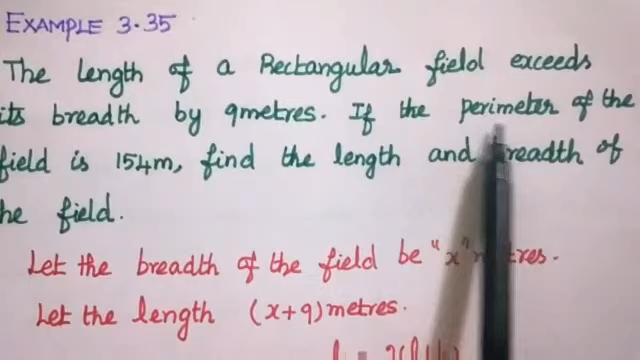 EXAMPLE 3.35
The length of a Rectangular field exceeds
its breadth by 9metres. If the perimeter of the
field is 154m, find the length and breadth of
he field.
Let the breadth of the field be "x"
Let the length (x+9) metres.